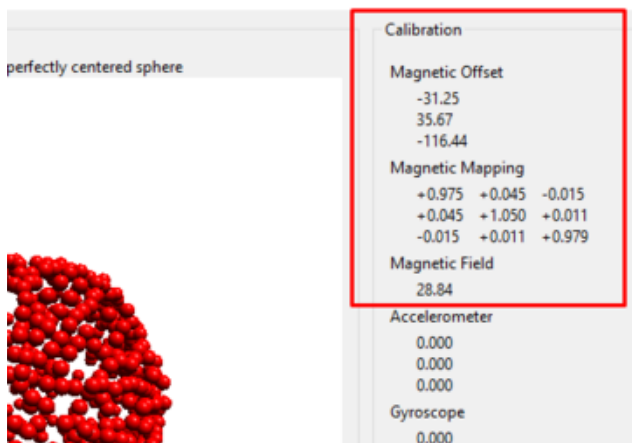 perfectly centered sphere
Calibration
Magnetic Offset
-31.25
35.67
-116.44
Magnetic Mapping
+0.975 +0.045 -0.015
+0.045 +1.050 +0.011
-0.015 +0.011 +0.979
Magnetic Field
28.84
Accelerometer
0.000
0.000
0.000
Gyroscope
0.000